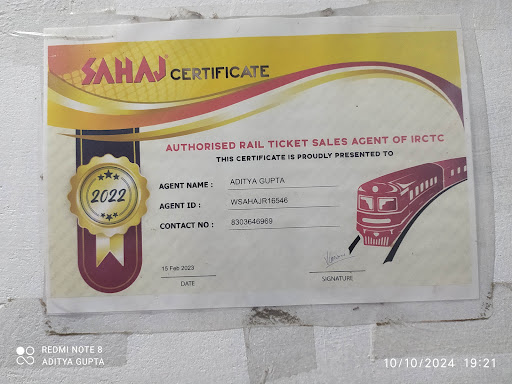 SAHAJ CERTIFICATE
AUTHORISED RAIL TICKET SALES AGENT OF IRCTC
THIS CERTIFICATE IS PROUDLY PRESENTED TO
2022
AGENT NAME : ADITYA GUPTA
AGENT ID : WSAHAJR16546
CONTACT NO : 8303646969
15 Feb 2023
DATE
SIGNATURE
REDMI NOTE 8
ADITYA GUPTA
10/10/2024 19:21